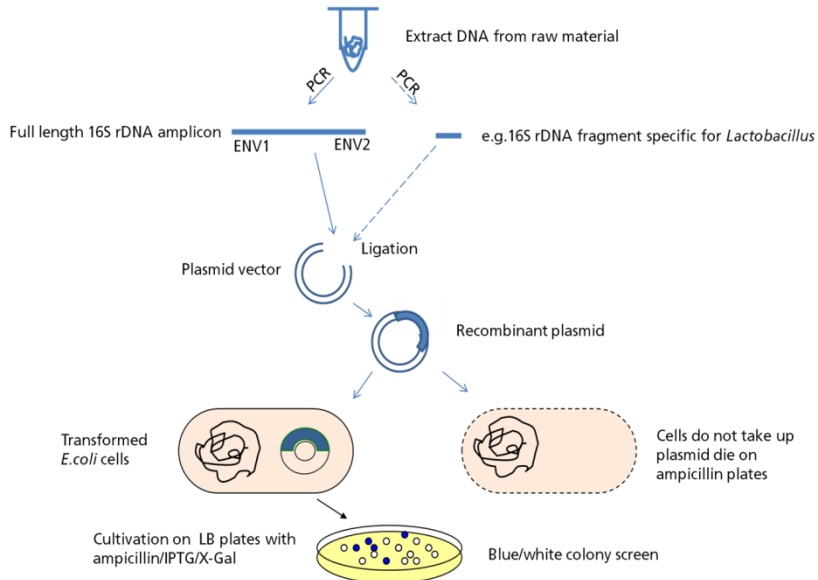 Extract DNA from raw material
PCR
PCR
Full length 16S rDNA amplicon
ENV1
ENV2
e.g.16S rDNA fragment specific for Lactobacillus
Ligation
Plasmid vector
Recombinant plasmid
Transformed
E.coli cells
Cells do not take up
plasmid die on
ampicillin plates
Cultivation on LB plates with
ampicillin/IPTG/X-Gal
Blue/white colony screen